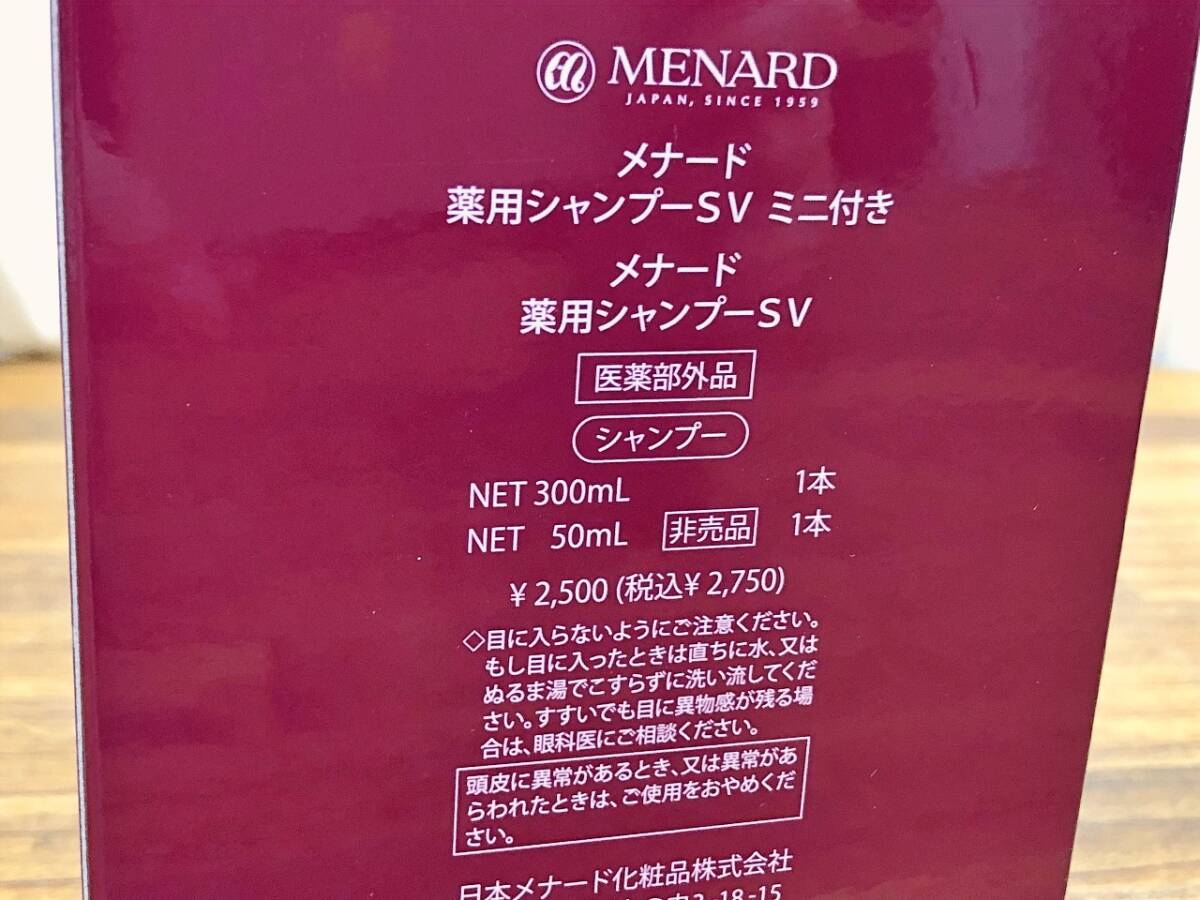 MENARD
JAPAN, SINCE 1959
メナード
薬用シャンプーSV ミニ付き
メナード
薬用シャンプーSV
医薬部外品
シャンプー
NET 300mL 1本
NET 50mL 非売品 1本
¥2,500 (税込¥2,750)
◇目に入らないようにご注意ください。
もし目に入ったときは直ちに水、又は
ぬるま湯でこすらずに洗い流してくだ
さい。すすいでも目に異物感が残る場
合は、眼科医にご相談ください。
頭皮に異常があるとき、又は異常があ
らわれたときは、ご使用をおやめくだ
さい。
日本メナード化粧品株式会社
3-18-15